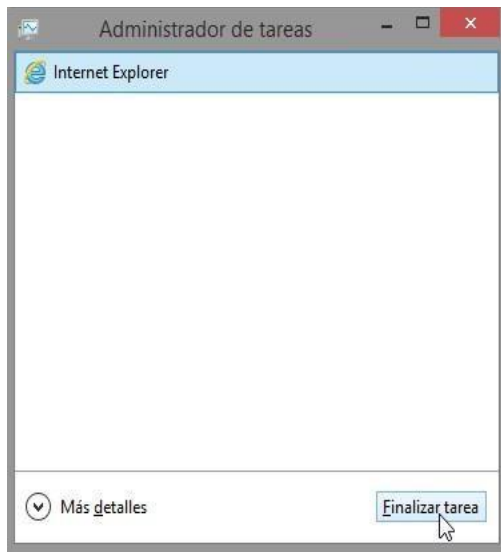 Administrador de tareas
Internet Explorer
Más detalles
Finalizar tarea